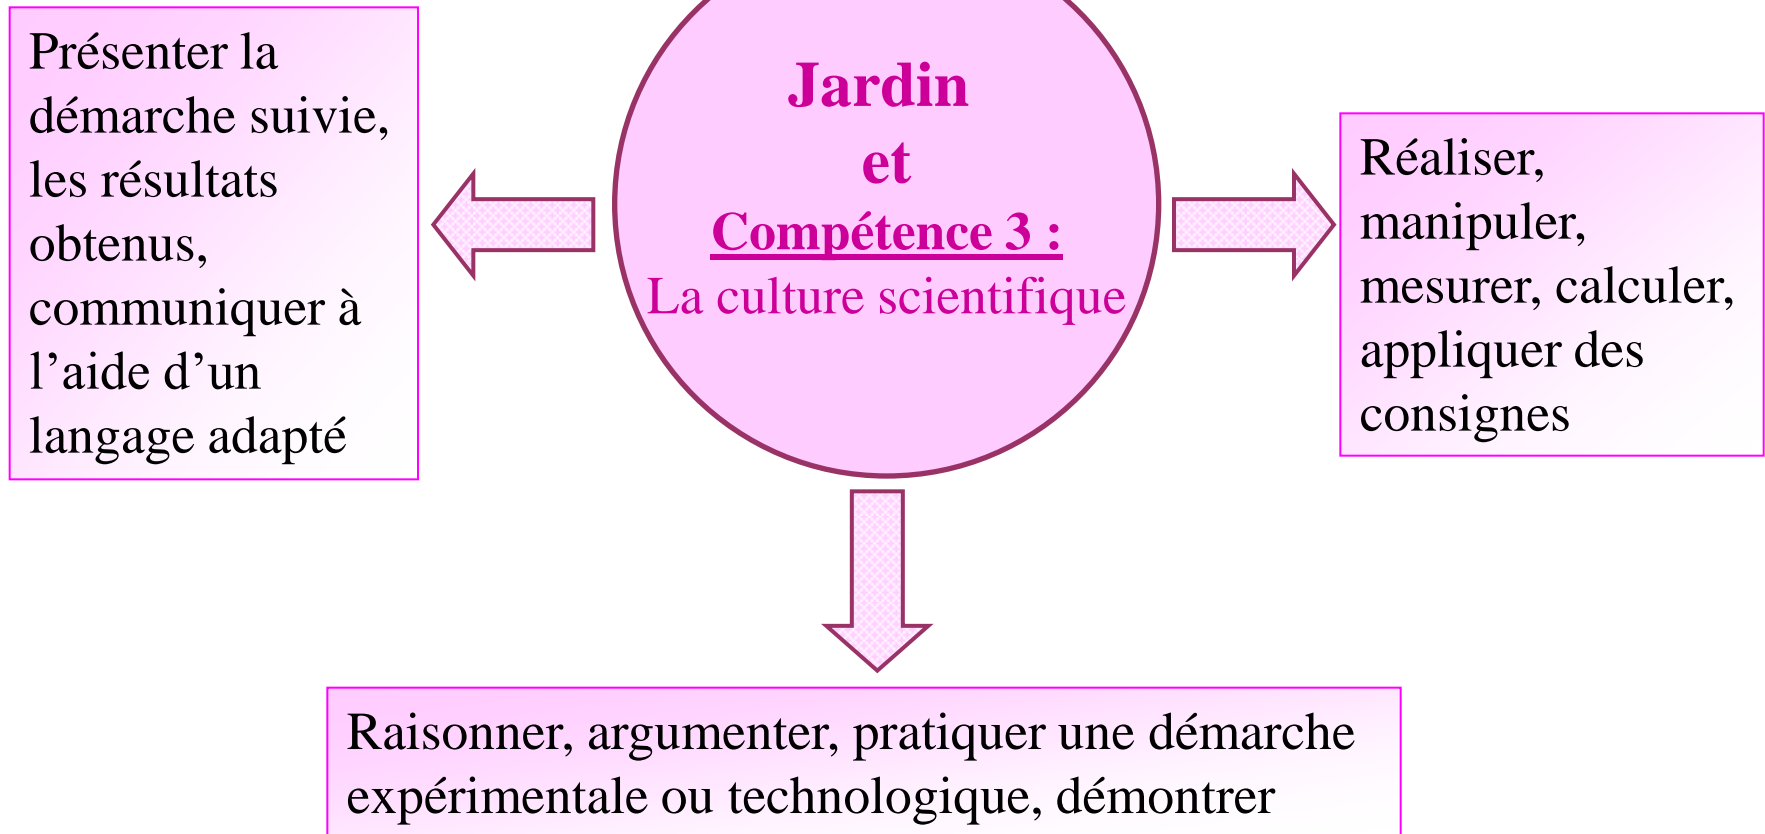 Présenter la
démarche suivie,
les résultats
obtenus,
communiquer à
l’aide d’un
langage adapté
Jardin
et
Compétence 3 :
La culture scientifique
Réaliser,
manipuler,
mesurer, calculer,
appliquer des
consignes
Raisonner, argumenter, pratiquer une démarche
expérimentale ou technologique, démontrer